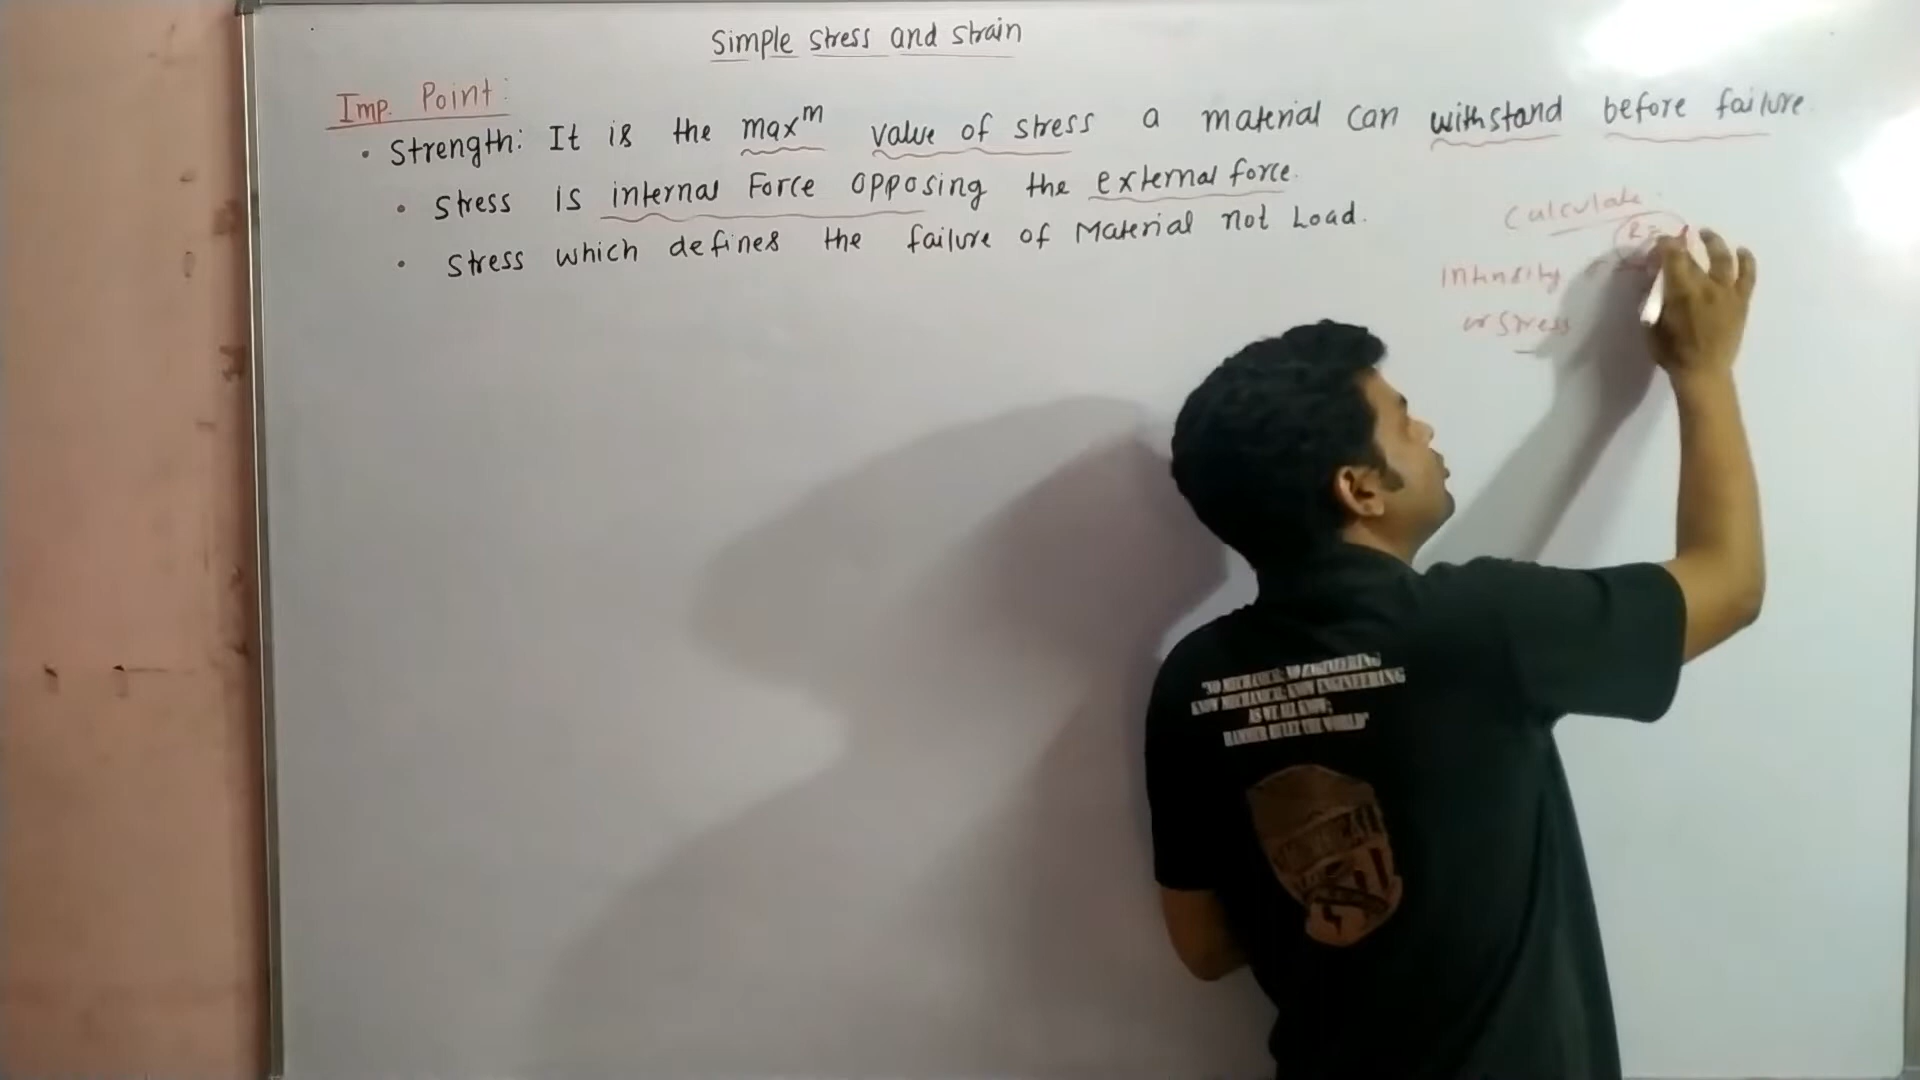 Simple stress and strain
Imp. Point:
• Strength: It is the max^m value of stress a material can withstand before failure.
• Stress is internal Force opposing the external force.
• Stress which defines the failure of Material not Load.
Calculate
Intensity
or Stress